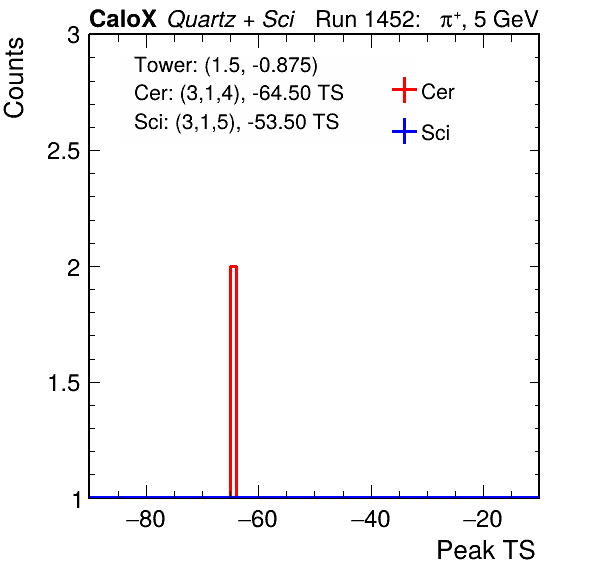 CaloX Quartz + Sci Run 1452: π⁺, 5 GeV
Counts
3
2.5
2
1.5
1
Tower: (1.5, -0.875)
Cer: (3,1,4), -64.50 TS
Sci: (3,1,5), -53.50 TS
Cer
Sci
−80 −60 −40 −20
Peak TS